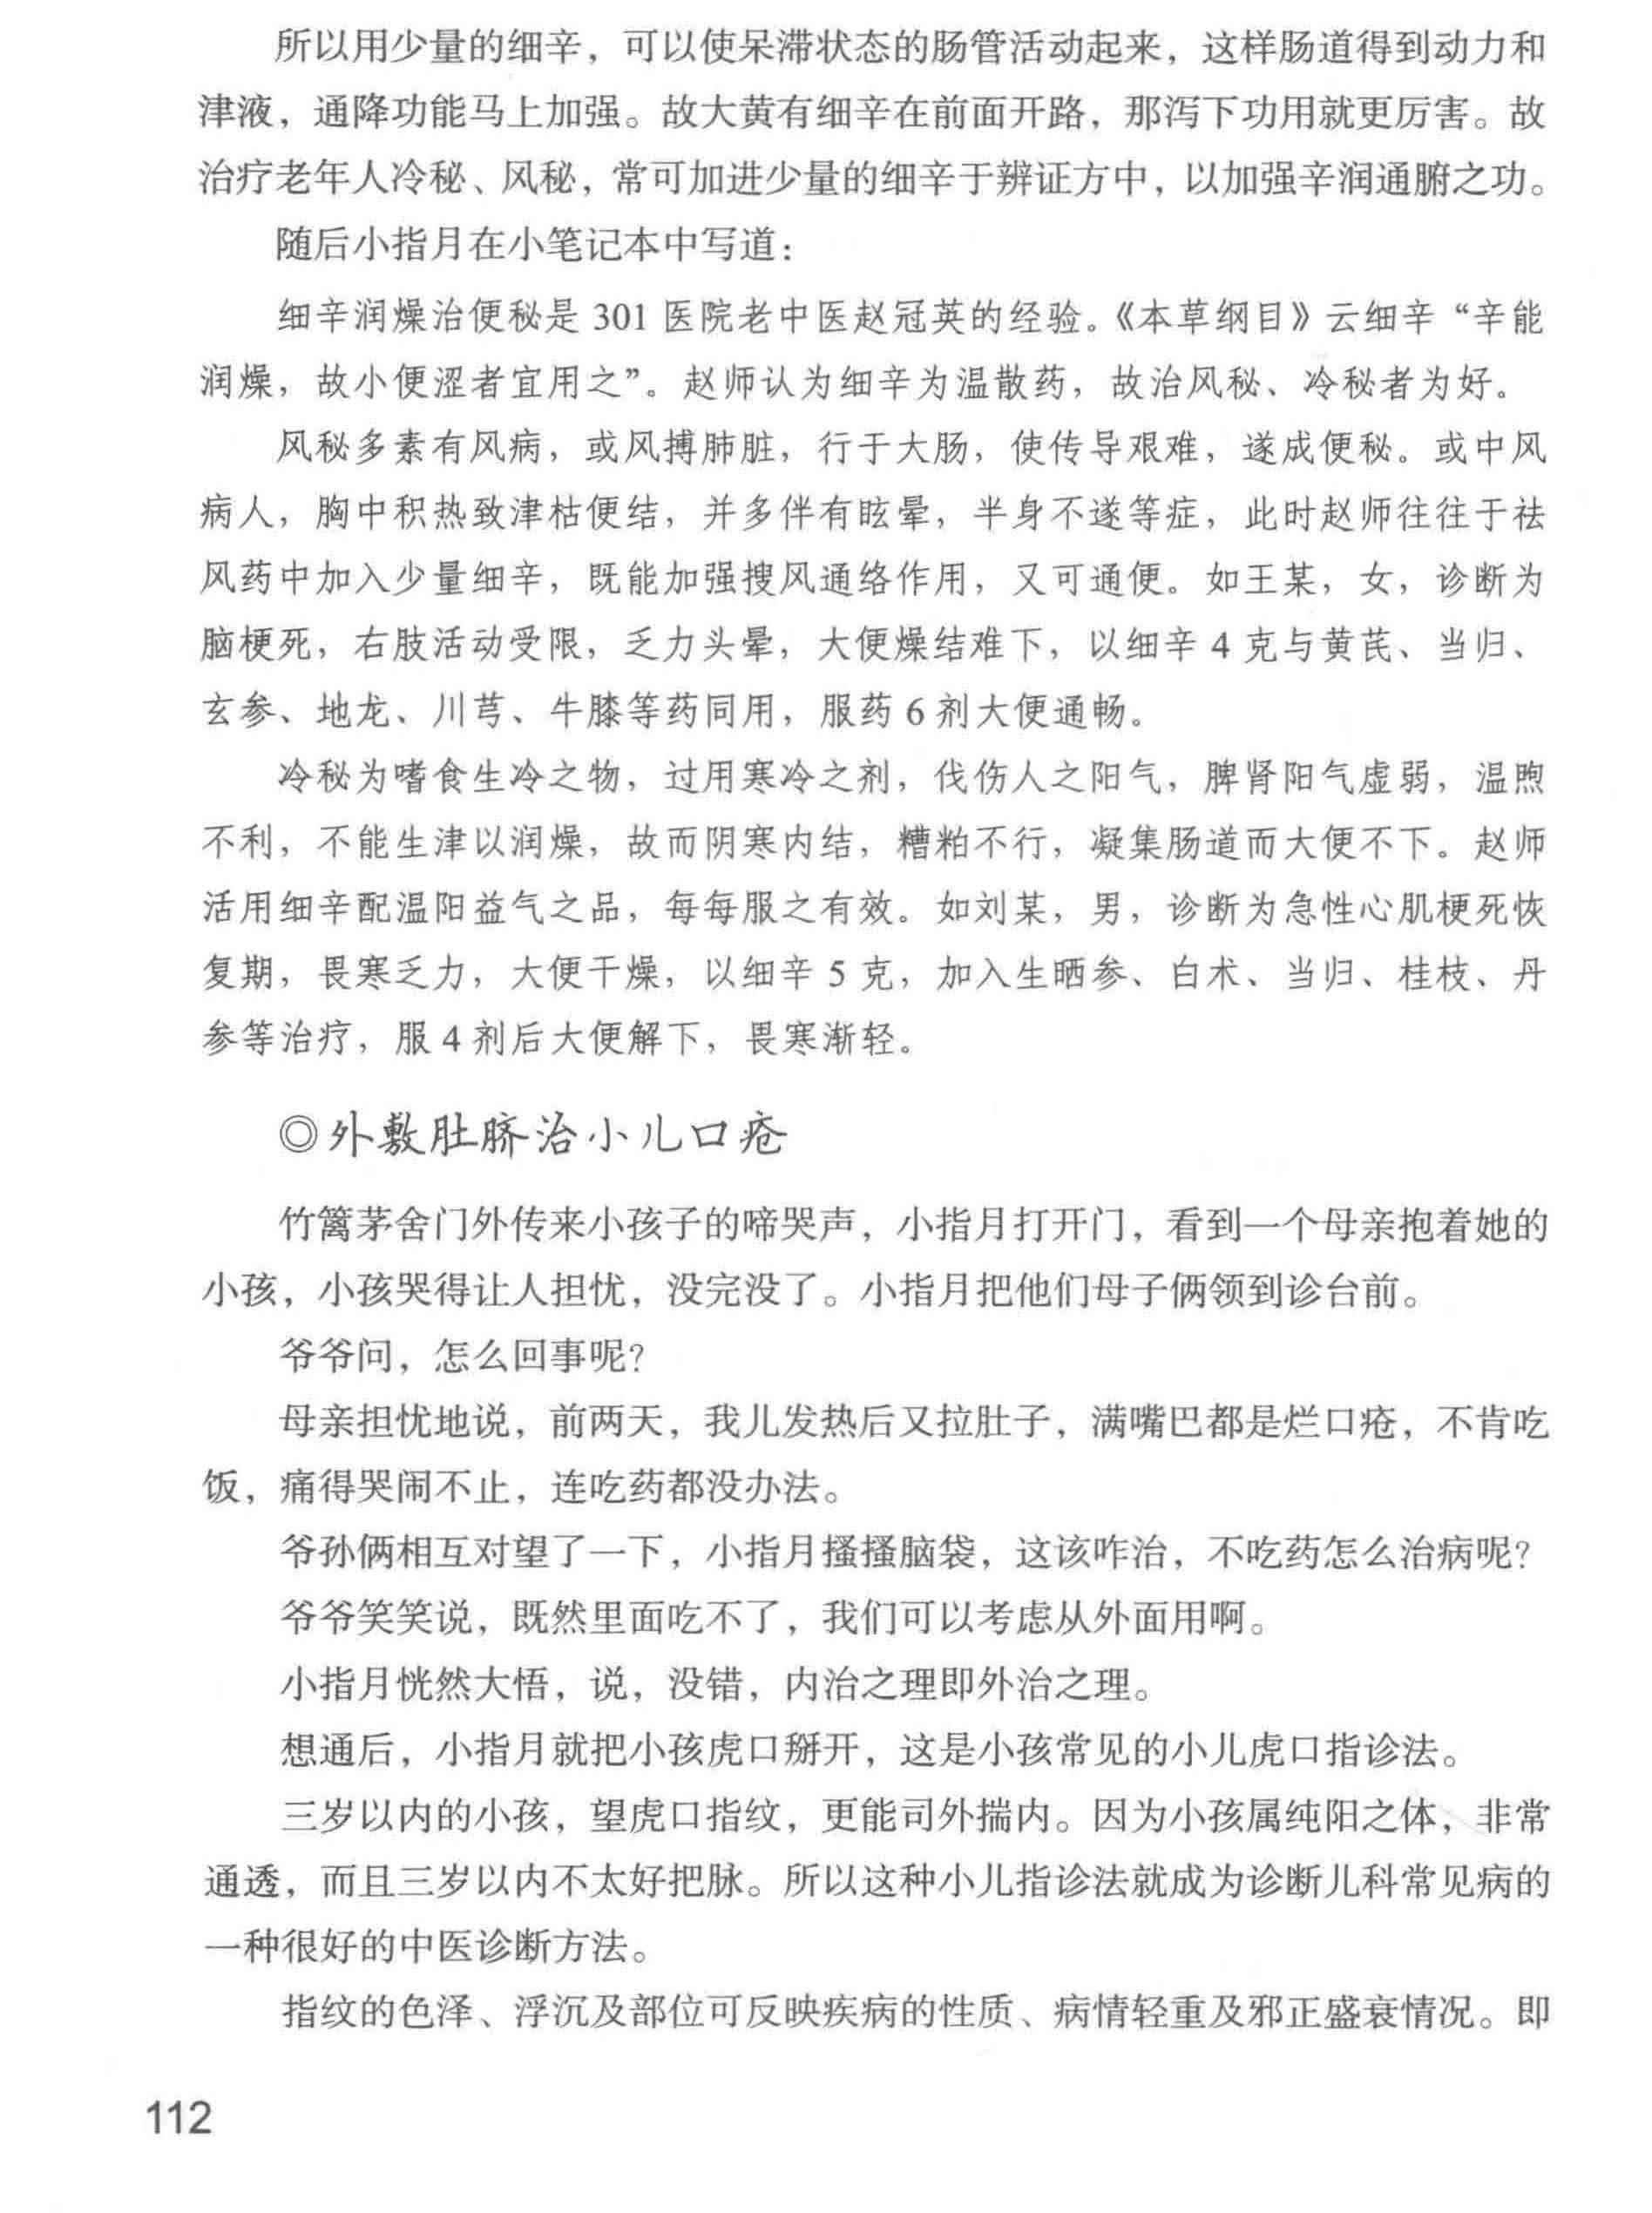 所以用少量的细辛，可以使呆滞状态的肠管活动起来，这样肠道得到动力和
津液，通降功能马上加强。故大黄有细辛在前面开路，那泻下功用就更厉害。故
治疗老年人冷秘、风秘，常可加进少量的细辛于辨证方中，以加强辛润通腑之功。
随后小指月在小笔记本中写道：
细辛润燥治便秘是 301 医院老中医赵冠英的经验。《本草纲目》云细辛“辛能
润燥，故小便涩者宜用之”。赵师认为细辛为温散药，故治风秘、冷秘者为好。
风秘多素有风病，或风搏肺脏，行于大肠，使传导艰难，遂成便秘。或中风
病人，胸中积热致津枯便结，并多伴有眩晕，半身不遂等症，此时赵师往往于祛
风药中加入少量细辛，既能加强搜风通络作用，又可通便。如王某，女，诊断为
脑梗死，右肢活动受限，乏力头晕，大便燥结难下，以细辛 4 克与黄芪、当归、
玄参、地龙、川芎、牛膝等药同用，服药 6 剂大便通畅。
冷秘为嗜食生冷之物，过用寒冷之剂，伐伤人之阳气，脾肾阳气虚弱，温煦
不利，不能生津以润燥，故而阴寒内结，糟粕不行，凝集肠道而大便不下。赵师
活用细辛配温阳益气之品，每每服之有效。如刘某，男，诊断为急性心肌梗死恢
复期，畏寒乏力，大便干燥，以细辛 5 克，加入生晒参、白术、当归、桂枝、丹
参等治疗，服 4 剂后大便解下，畏寒渐轻。
◎外敷肚脐治小儿口疮
竹篱茅舍门外传来小孩子的啼哭声，小指月打开门，看到一个母亲抱着她的
小孩，小孩哭得让人担忧，没完没了。小指月把他们母子俩领到诊台前。
爷爷问，怎么回事呢？
母亲担忧地说，前两天，我儿发热后又拉肚子，满嘴巴都是烂口疮，不肯吃
饭，痛得哭闹不止，连吃药都没办法。
爷孙俩相互对望了一下，小指月搔搔脑袋，这该咋治，不吃药怎么治病呢？
爷爷笑笑说，既然里面吃不了，我们可以考虑从外面用啊。
小指月恍然大悟，说，没错，内治之理即外治之理。
想通后，小指月就把小孩虎口掰开，这是小孩常见的小儿虎口指诊法。
三岁以内的小孩，望虎口指纹，更能司外揣内。因为小孩属纯阳之体，非常
通透，而且三岁以内不太好把脉。所以这种小儿指诊法就成为诊断儿科常见病的
一种很好的中医诊断方法。
指纹的色泽、浮沉及部位可反映疾病的性质、病情轻重及邪正盛衰情况。即
112